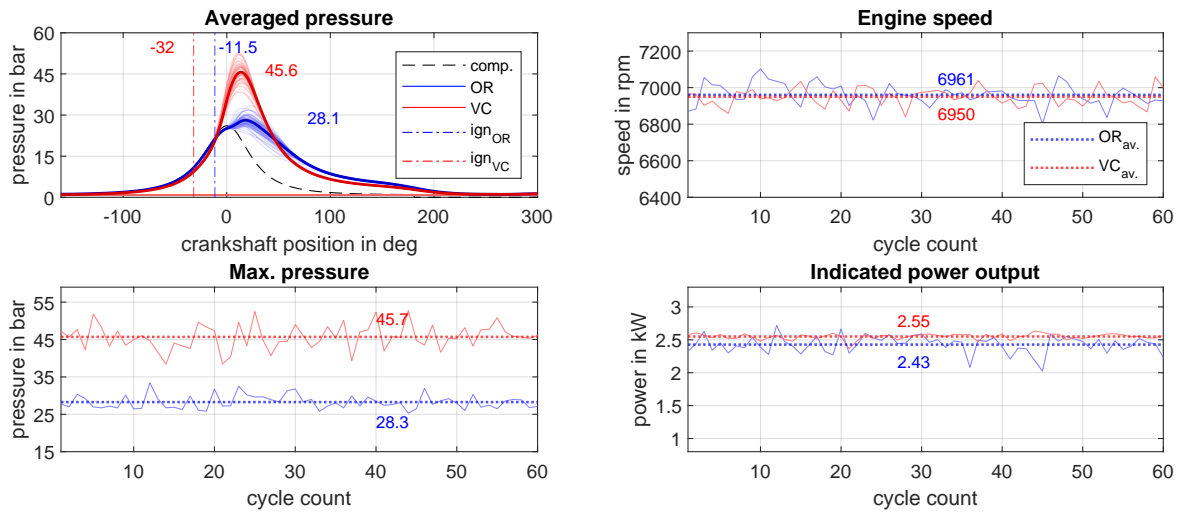 Averaged pressure
60
45
30
15
0
pressure in bar
-32
-11.5
45.6
28.1
comp.
OR
VC
ign_OR
ign_VC
-100
0
100
200
300
crankshaft position in deg
Engine speed
7200
7000
6800
6600
6400
speed in rpm
6961
6950
OR_av.
VC_av.
10
20
30
40
50
60
cycle count
Max. pressure
55
45
35
25
15
pressure in bar
45.7
28.3
10
20
30
40
50
60
cycle count
Indicated power output
3
2.5
2
1.5
1
power in kW
2.55
2.43
10
20
30
40
50
60
cycle count